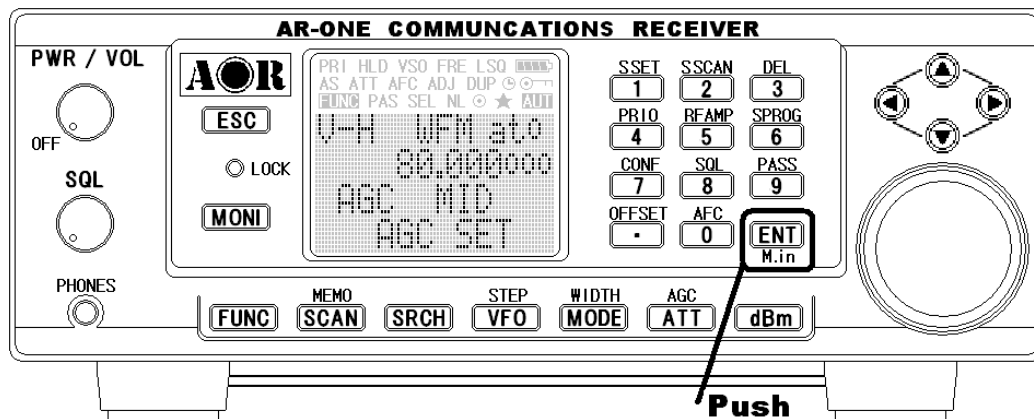 AR-ONE COMMUNCATIONS RECEIVER
PWR / VOL
OFF
SQL
PHONES
AOR
ESC
LOCK
MONI
PRI HLD VSO FRE LSQ
AS ATT AFC ADJ DUP
FUNC PAS SEL NL AUT
V-H WFM ato
80.000000
AGC MID
AGC SET
SSET SSCAN DEL
1 2 3
PRIO RFAMP SPROG
4 5 6
CONF SQL PASS
7 8 9
OFFSET AFC
. 0 ENT
M.in
MEMO STEP WIDTH AGC
FUNC SCAN SRCH VFO MODE ATT dBm
Push